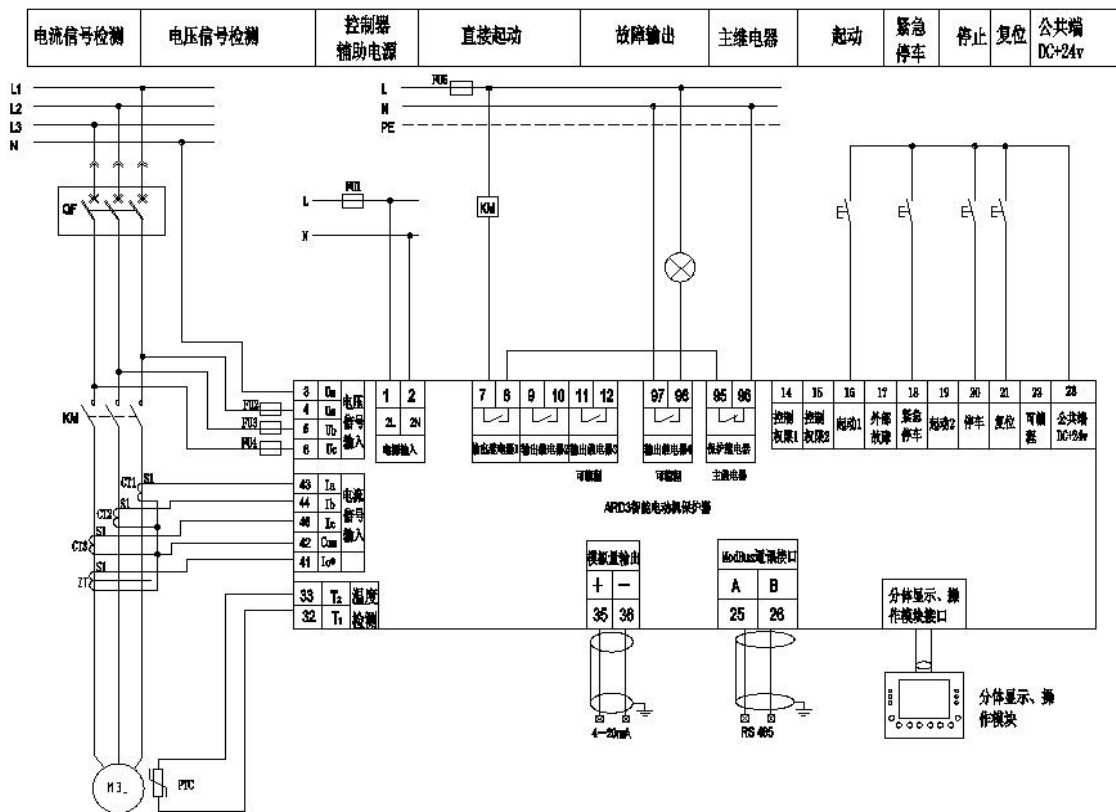 电流信号检测
电压信号检测
控制器
辅助电源
直接起动
故障输出
主继电器
起动
紧急
停车
停止
复位
公共端
DC+24v
L1
L2
L3
N
L
FU5
N
PE
QF
L
FU1
N
KM
KM
FU2
FU3
FU4
3 Un
4 Ua
5 Ub
6 Uc
电压
信号
输入
1 2
2L 2N
电源输入
7 8 9 10 11 12
输出继电器1 输出继电器2 输出继电器3
可编程
97 98
输出继电器4
可编程
95 96
保护继电器
主继电器
14 15 16 17 18 19 20 21 22 23
控制
权限1
控制
权限2
起动1
外部
故障
紧急
停车
起动2
停车
复位
可编
程
公共端
DC+24v
ARD3智能电动机保护器
CT1 S1
CT2 S1
CT3 S1
ZT S1
43 Ia
44 Ib
45 Ic
42 Com
41 Io*
电流
信号
输入
33 T2
32 T1
温度
检测
模拟量输出
+ −
35 36
4-20mA
ModBus通讯接口
A B
25 26
RS 485
分体显示、操
作模块接口
分体显示、操
作模块
M3_
PTC